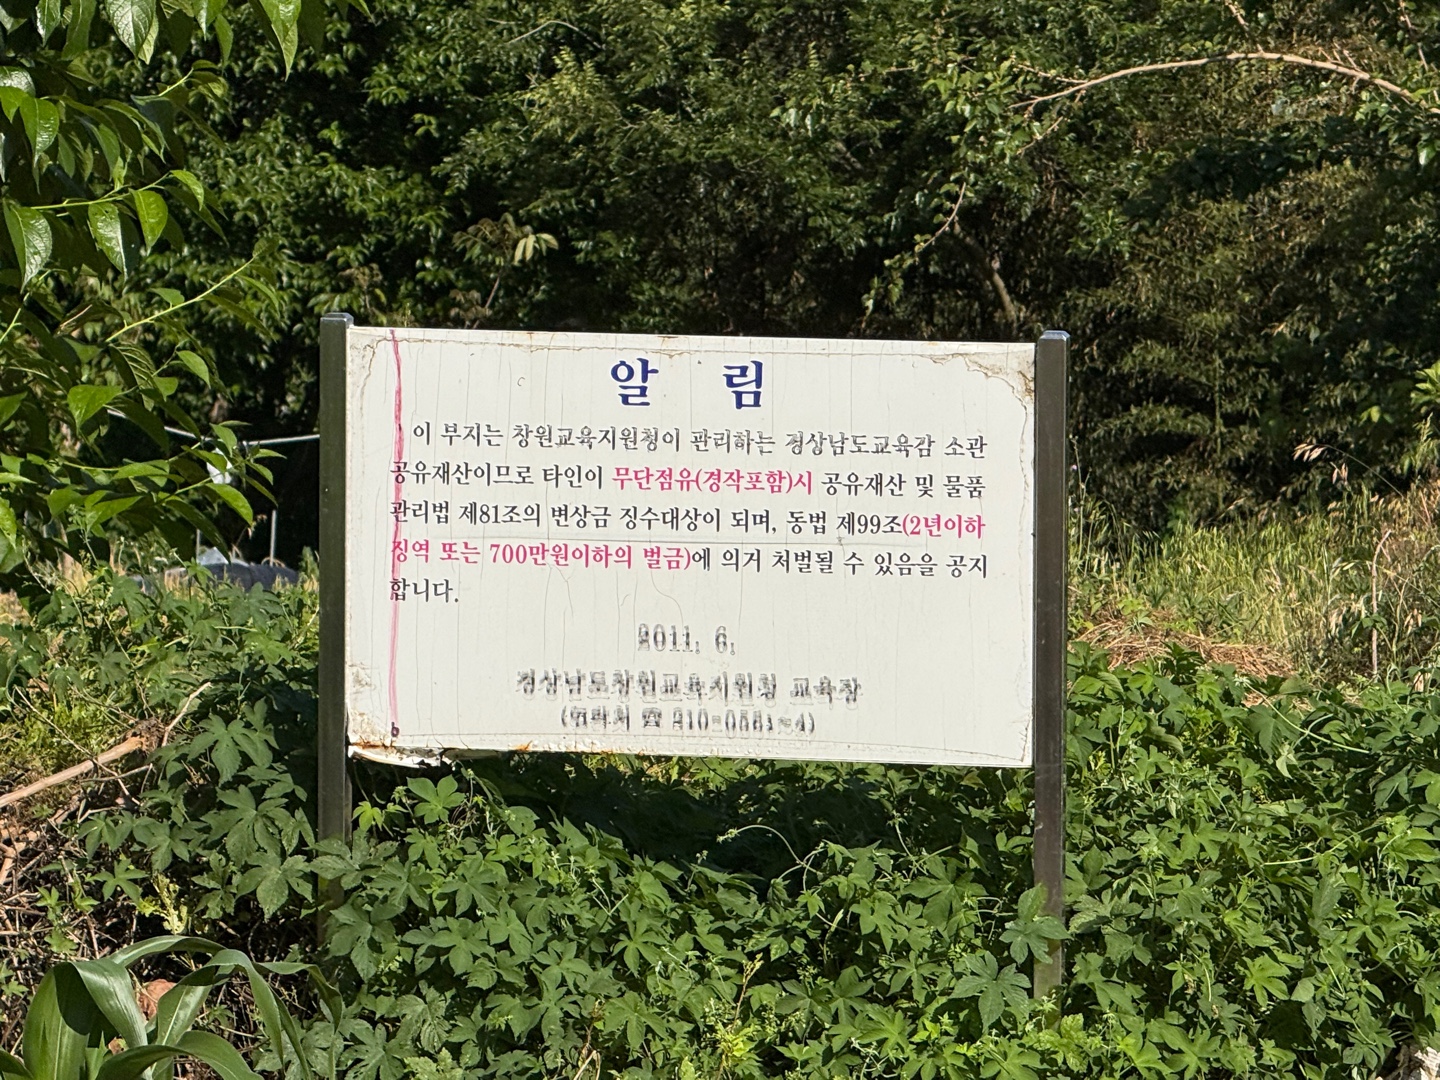 알 림
이 부지는 창원교육지원청이 관리하는 경상남도교육감 소관
공유재산이므로 타인이 무단점유(경작포함)시 공유재산 및 물품
관리법 제81조의 변상금 징수대상이 되며, 동법 제99조(2년이하
징역 또는 700만원이하의 벌금)에 의거 처벌될 수 있음을 공지
합니다.
2011. 6.
경상남도창원교육지원청 교육장
(연락처 ☎